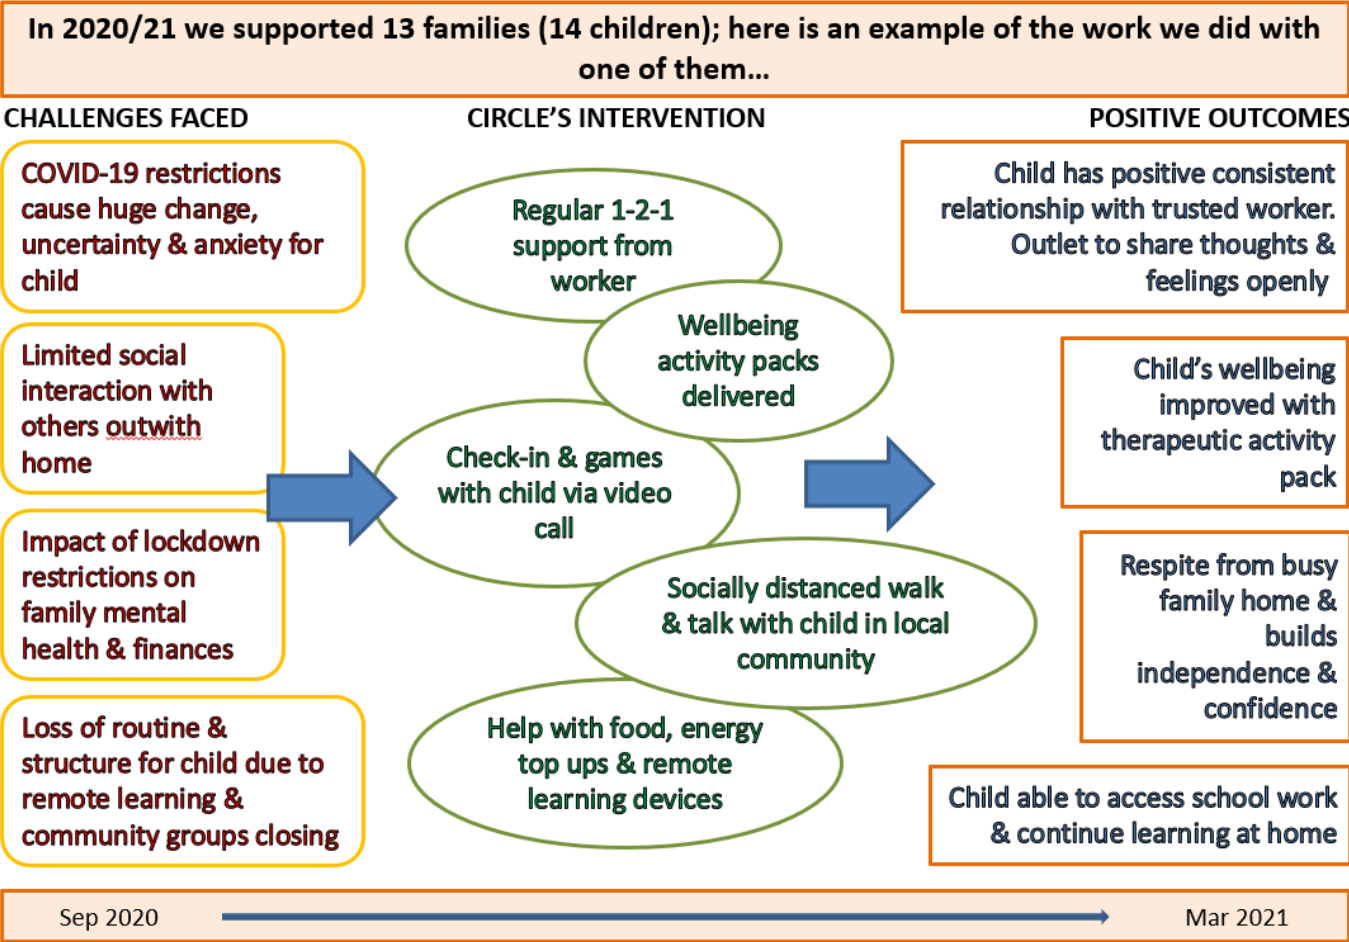 In 2020/21 we supported 13 families (14 children); here is an example of the work we did with
one of them...
CHALLENGES FACED
COVID-19 restrictions
cause huge change,
uncertainty & anxiety for
child
Limited social
interaction with
others outwith
home
Impact of lockdown
restrictions on
family mental
health & finances
Loss of routine &
structure for child due to
remote learning &
community groups closing
CIRCLE'S INTERVENTION
Regular 1-2-1
support from
worker
Wellbeing
activity packs
delivered
Check-in & games
with child via video
call
Socially distanced walk
& talk with child in local
community
Help with food, energy
top ups & remote
learning devices
POSITIVE OUTCOMES
Child has positive consistent
relationship with trusted worker.
Outlet to share thoughts &
feelings openly
Child's wellbeing
improved with
therapeutic activity
pack
Respite from busy
family home &
builds
independence &
confidence
Child able to access school work
& continue learning at home
Sep 2020
Mar 2021